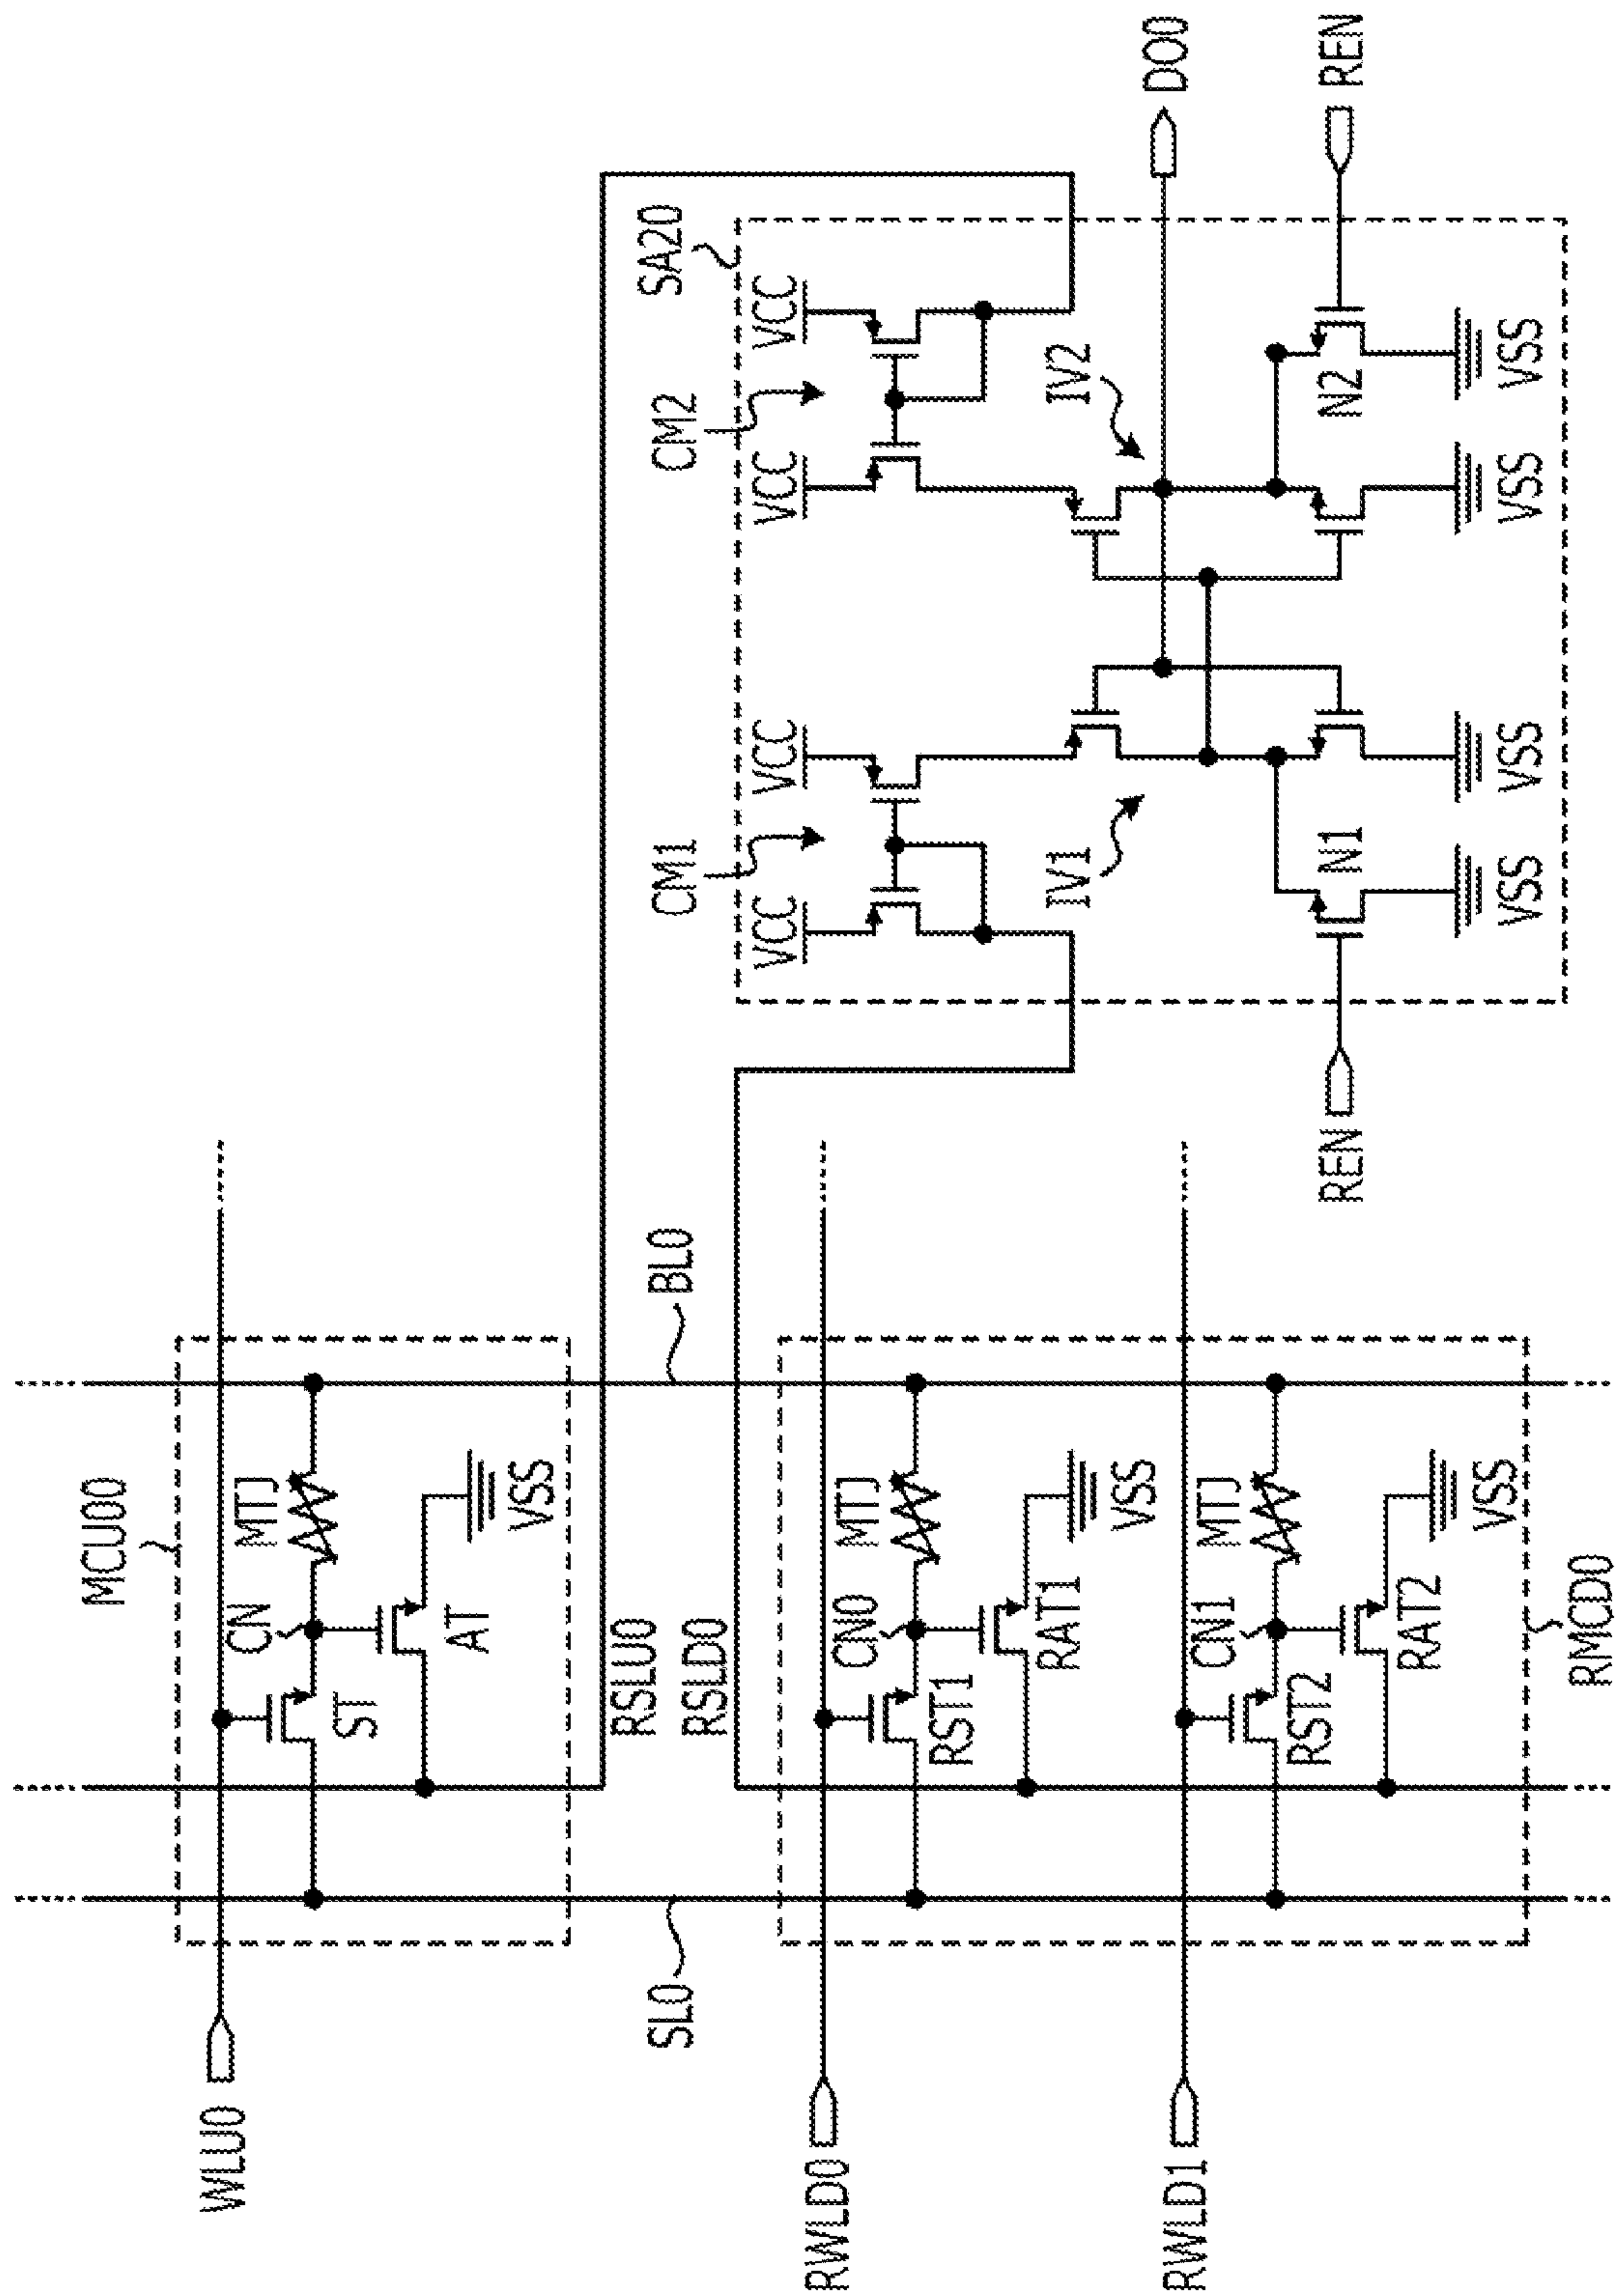 WLU0
MCU00
CN
MTJ
ST
AT
VSS
RSLU0
RSLD0
SL0
BL0
RWLD0
CN0
MTJ
RST1
RAT1
VSS
RWLD1
CN1
MTJ
RST2
RAT2
VSS
RMCD0
SA20
CM1
CM2
VCC
VCC
VCC
VCC
IV1
IV2
DO0
REN
N1
N2
REN
VSS
VSS
VSS
VSS